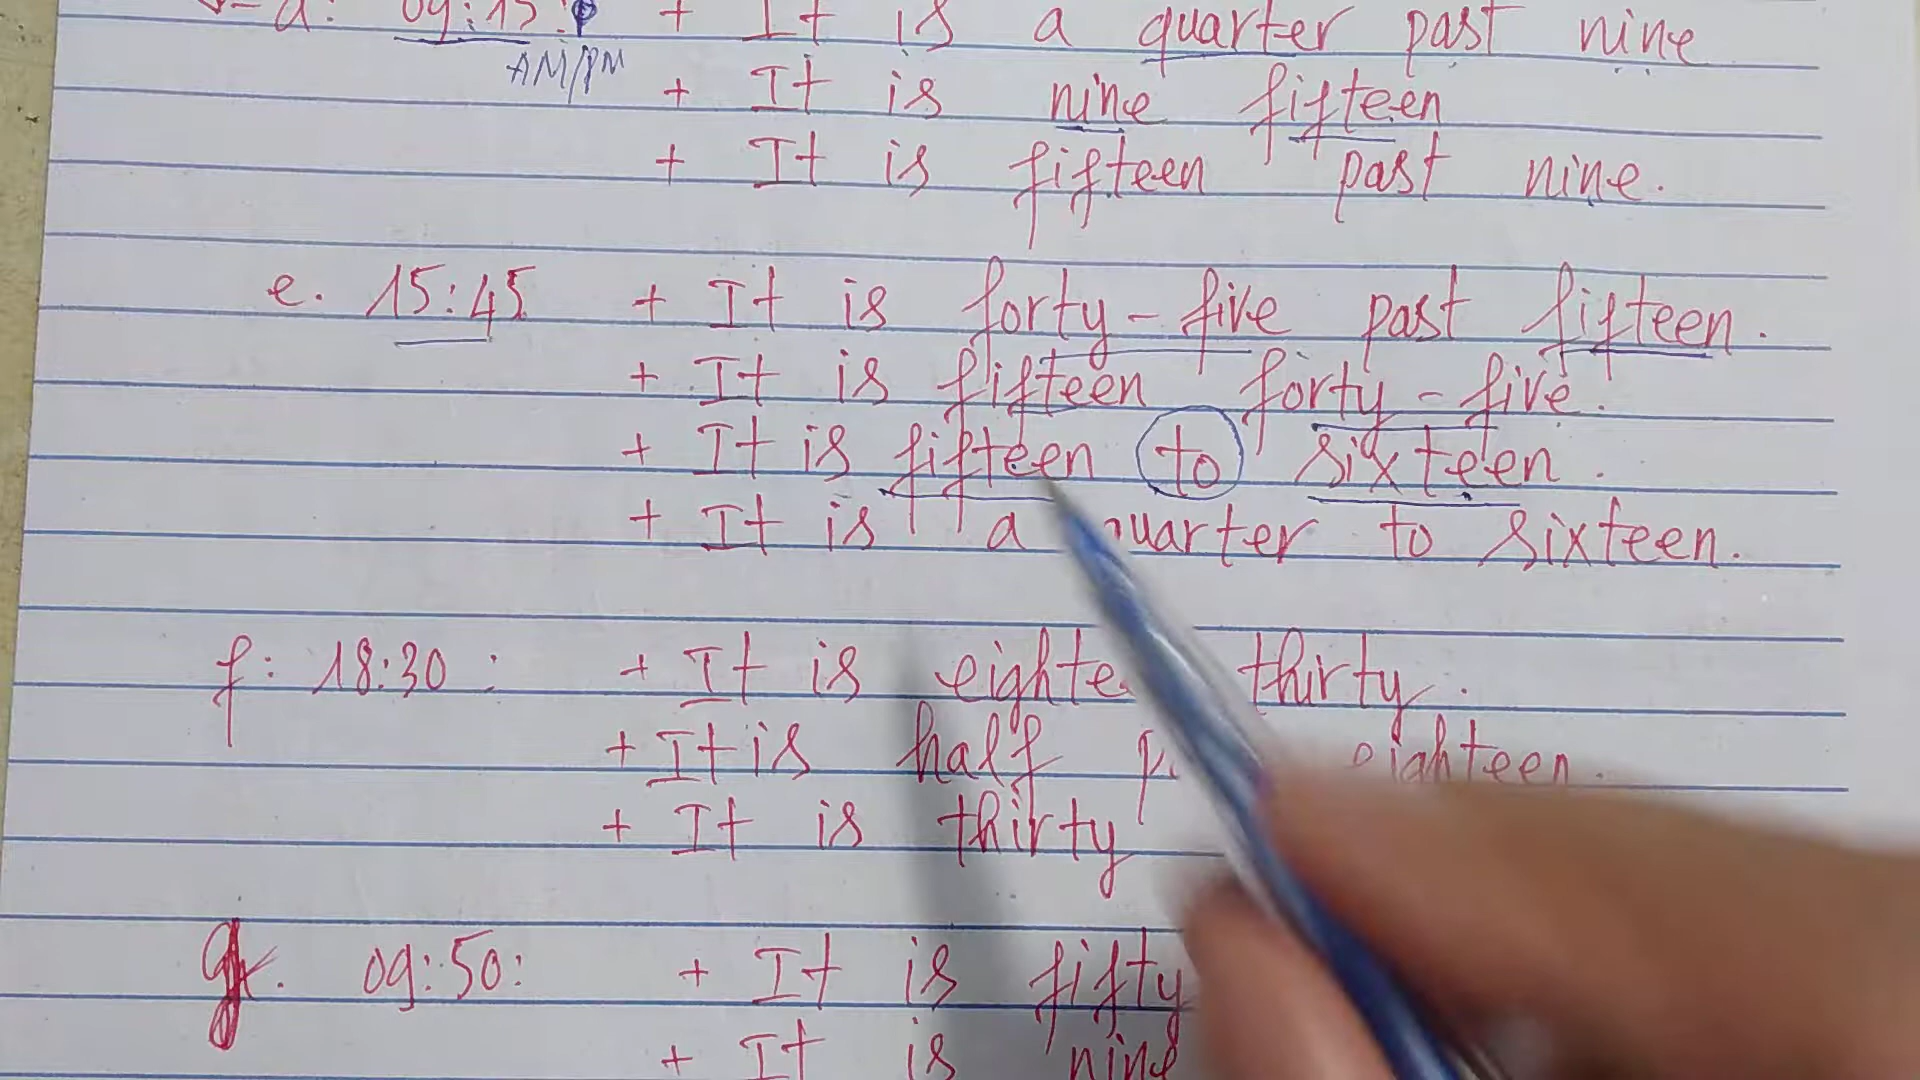 d: 09:15: + It is a quarter past nine
AM/PM
+ It is nine fifteen
+ It is fifteen past nine.
e. 15:45 + It is forty-five past fifteen.
+ It is fifteen forty-five.
+ It is fifteen to sixteen.
+ It is a quarter to sixteen.
f: 18:30 : + It is thirty.
+ It is half eighteen.
+ It is thirty
g. 09:50: + It is fifty
+ It is nine